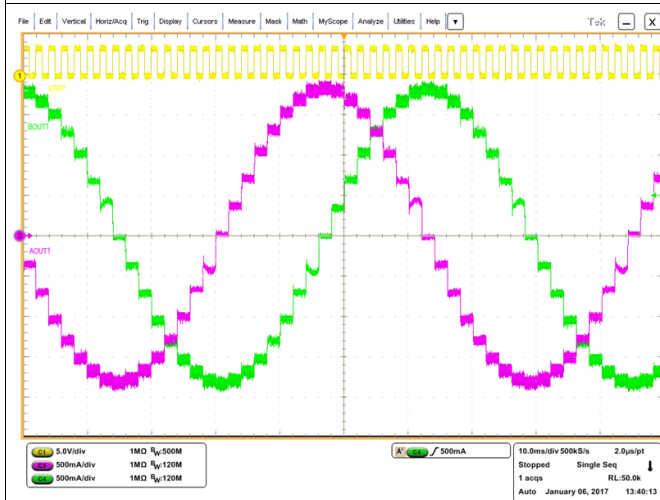 File Edit Vertical Horiz/Acq Trig Display Cursors Measure Mask Math MyScope Analyze Utilities Help Tek X
1
STEP
BOUT1
3
AOUT1
C1 5.0V/div 1MΩ BW:500M
C3 500mA/div 1MΩ BW:120M
C4 500mA/div 1MΩ BW:120M
A' C4 500mA
10.0ms/div 500kS/s 2.0µs/pt
Stopped Single Seq
1 acqs RL:50.0k
Auto January 06, 2017 13:40:13